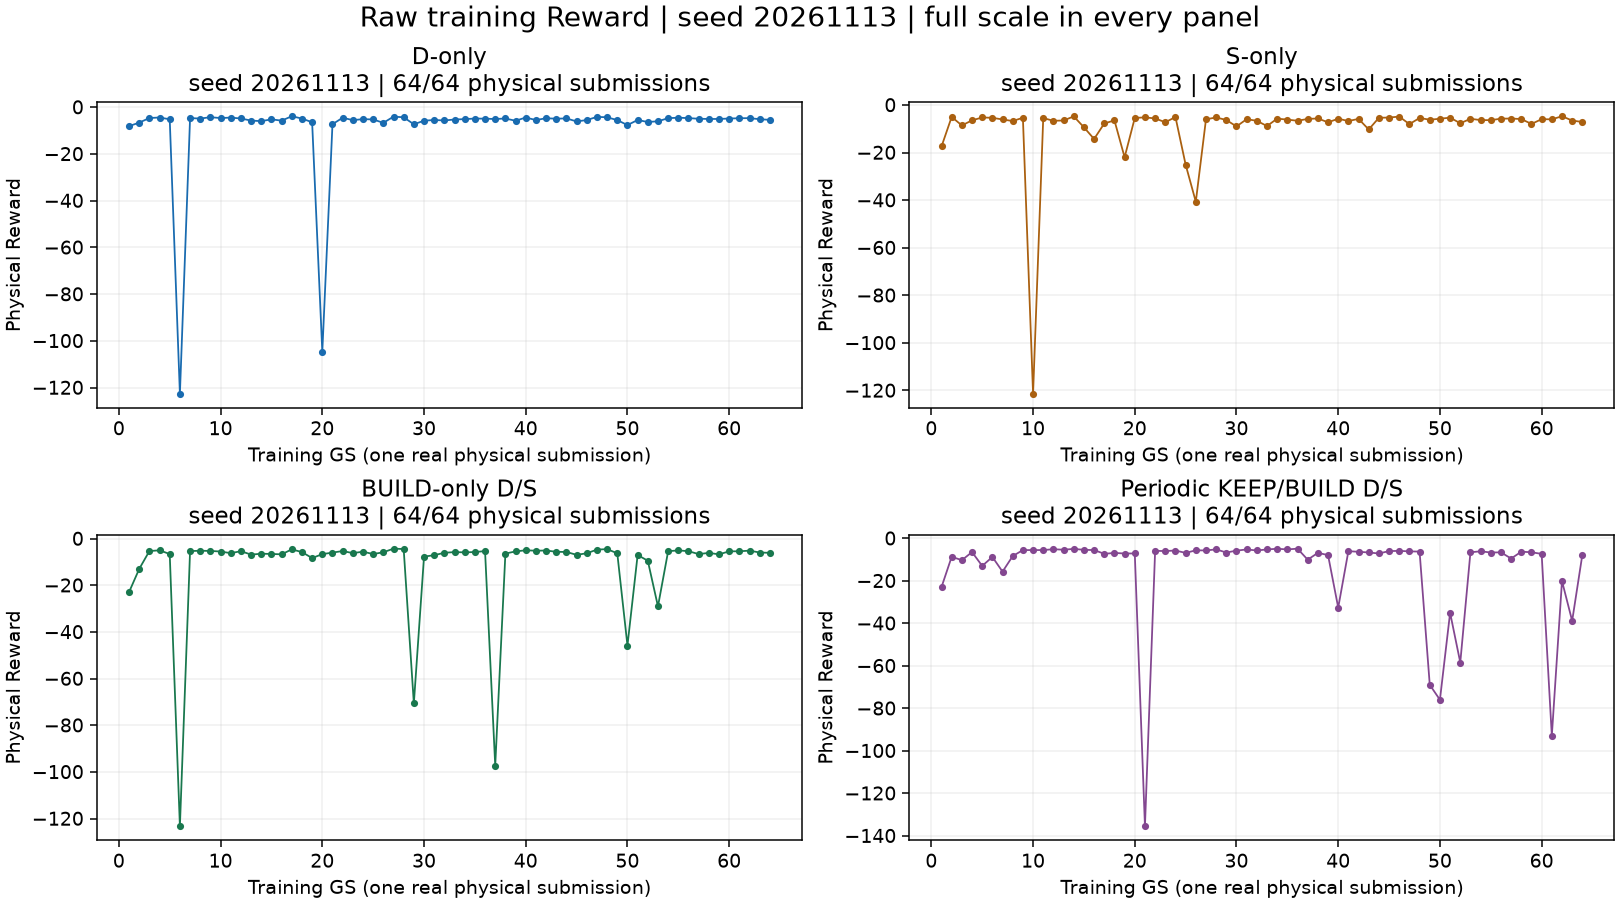 Raw training Reward | seed 20261113 | full scale in every panel
D-only
seed 20261113 | 64/64 physical submissions
0
−20
−40
−60
−80
−100
−120
Physical Reward
0 10 20 30 40 50 60
Training GS (one real physical submission)
S-only
seed 20261113 | 64/64 physical submissions
0
−20
−40
−60
−80
−100
−120
Physical Reward
0 10 20 30 40 50 60
Training GS (one real physical submission)
BUILD-only D/S
seed 20261113 | 64/64 physical submissions
0
−20
−40
−60
−80
−100
−120
Physical Reward
0 10 20 30 40 50 60
Training GS (one real physical submission)
Periodic KEEP/BUILD D/S
seed 20261113 | 64/64 physical submissions
0
−20
−40
−60
−80
−100
−120
−140
Physical Reward
0 10 20 30 40 50 60
Training GS (one real physical submission)